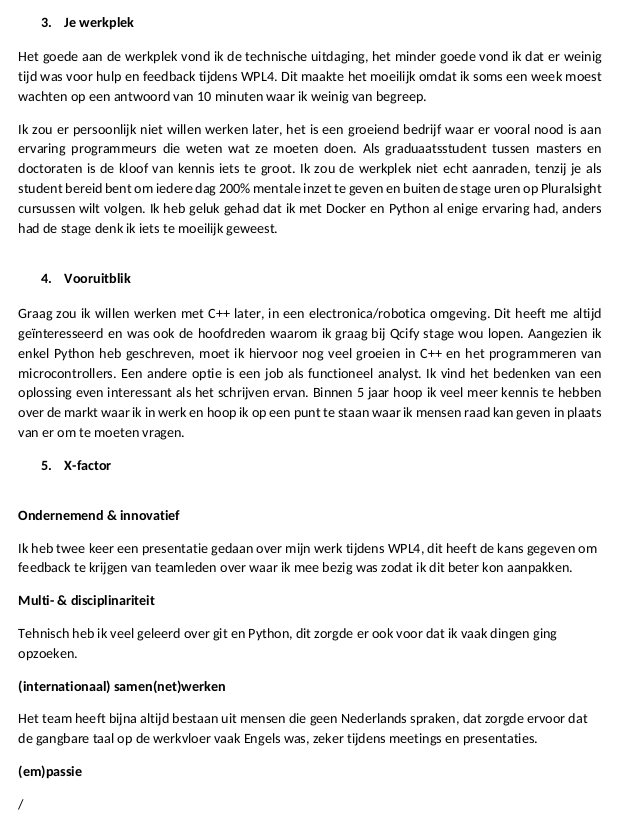 3. Je werkplek
Het goede aan de werkplek vond ik de technische uitdaging, het minder goede vond ik dat er weinig
tijd was voor hulp en feedback tijdens WPL4. Dit maakte het moeilijk omdat ik soms een week moest
wachten op een antwoord van 10 minuten waar ik weinig van begreep.
Ik zou er persoonlijk niet willen werken later, het is een groeiend bedrijf waar er vooral nood is aan
ervaring programmeurs die weten wat ze moeten doen. Als graduaatsstudent tussen masters en
doctoraten is de kloof van kennis iets te groot. Ik zou de werkplek niet echt aanraden, tenzij je als
student bereid bent om iedere dag 200% mentale inzet te geven en buiten de stage uren op Pluralsight
cursussen wilt volgen. Ik heb geluk gehad dat ik met Docker en Python al enige ervaring had, anders
had de stage denk ik iets te moeilijk geweest.
4. Vooruitblik
Graag zou ik willen werken met C++ later, in een electronica/robotica omgeving. Dit heeft me altijd
geïnteresseerd en was ook de hoofdreden waarom ik graag bij Qcify stage wou lopen. Aangezien ik
enkel Python heb geschreven, moet ik hiervoor nog veel groeien in C++ en het programmeren van
microcontrollers. Een andere optie is een job als functioneel analyst. Ik vind het bedenken van een
oplossing even interessant als het schrijven ervan. Binnen 5 jaar hoop ik veel meer kennis te hebben
over de markt waar ik in werk en hoop ik op een punt te staan waar ik mensen raad kan geven in plaats
van er om te moeten vragen.
5. X-factor
Ondernemend & innovatief
Ik heb twee keer een presentatie gedaan over mijn werk tijdens WPL4, dit heeft de kans gegeven om
feedback te krijgen van teamleden over waar ik mee bezig was zodat ik dit beter kon aanpakken.
Multi- & disciplinariteit
Tehnisch heb ik veel geleerd over git en Python, dit zorgde er ook voor dat ik vaak dingen ging
opzoeken.
(internationaal) samen(net)werken
Het team heeft bijna altijd bestaan uit mensen die geen Nederlands spraken, dat zorgde ervoor dat
de gangbare taal op de werkvloer vaak Engels was, zeker tijdens meetings en presentaties.
(em)passie
/